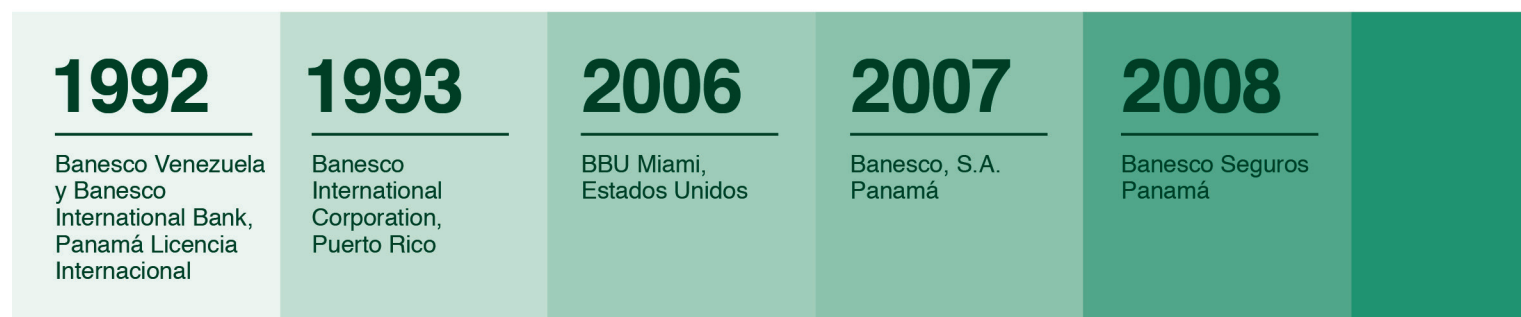 1992
Banesco Venezuela
y Banesco
International Bank,
Panamá Licencia
Internacional
1993
Banesco
International
Corporation,
Puerto Rico
2006
BBU Miami,
Estados Unidos
2007
Banesco, S.A.
Panamá
2008
Banesco Seguros
Panamá